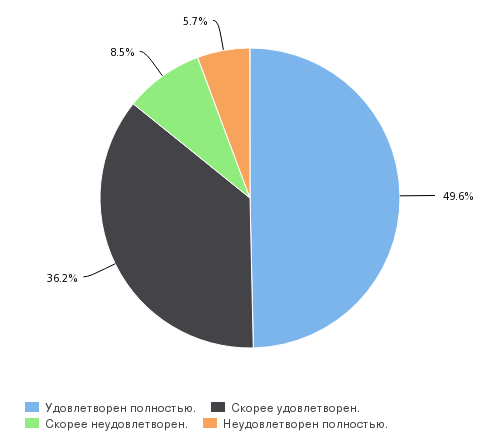 5.7%
8.5%
49.6%
36.2%
Удовлетворен полностью. Скорее удовлетворен.
Скорее неудовлетворен. Неудовлетворен полностью.